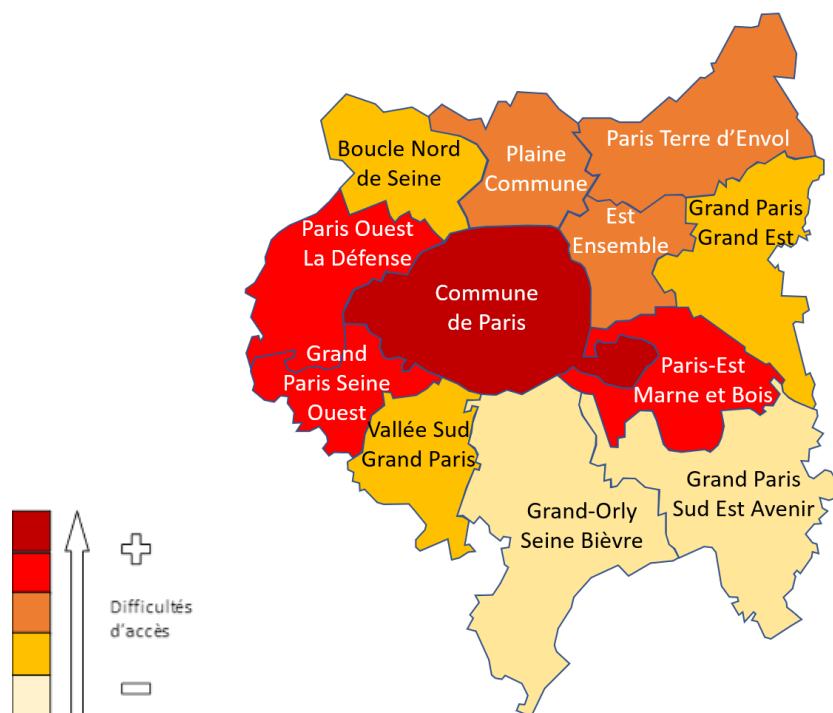 Boucle Nord
de Seine
Plaine
Commune
Paris Terre d'Envol
Paris Ouest
La Défense
Est
Ensemble
Grand Paris
Grand Est
Commune
de Paris
Grand
Paris Seine
Ouest
Paris-Est
Marne et Bois
Vallée Sud
Grand Paris
Grand-Orly
Seine Bièvre
Grand Paris
Sud Est Avenir
Difficultés
d'accès